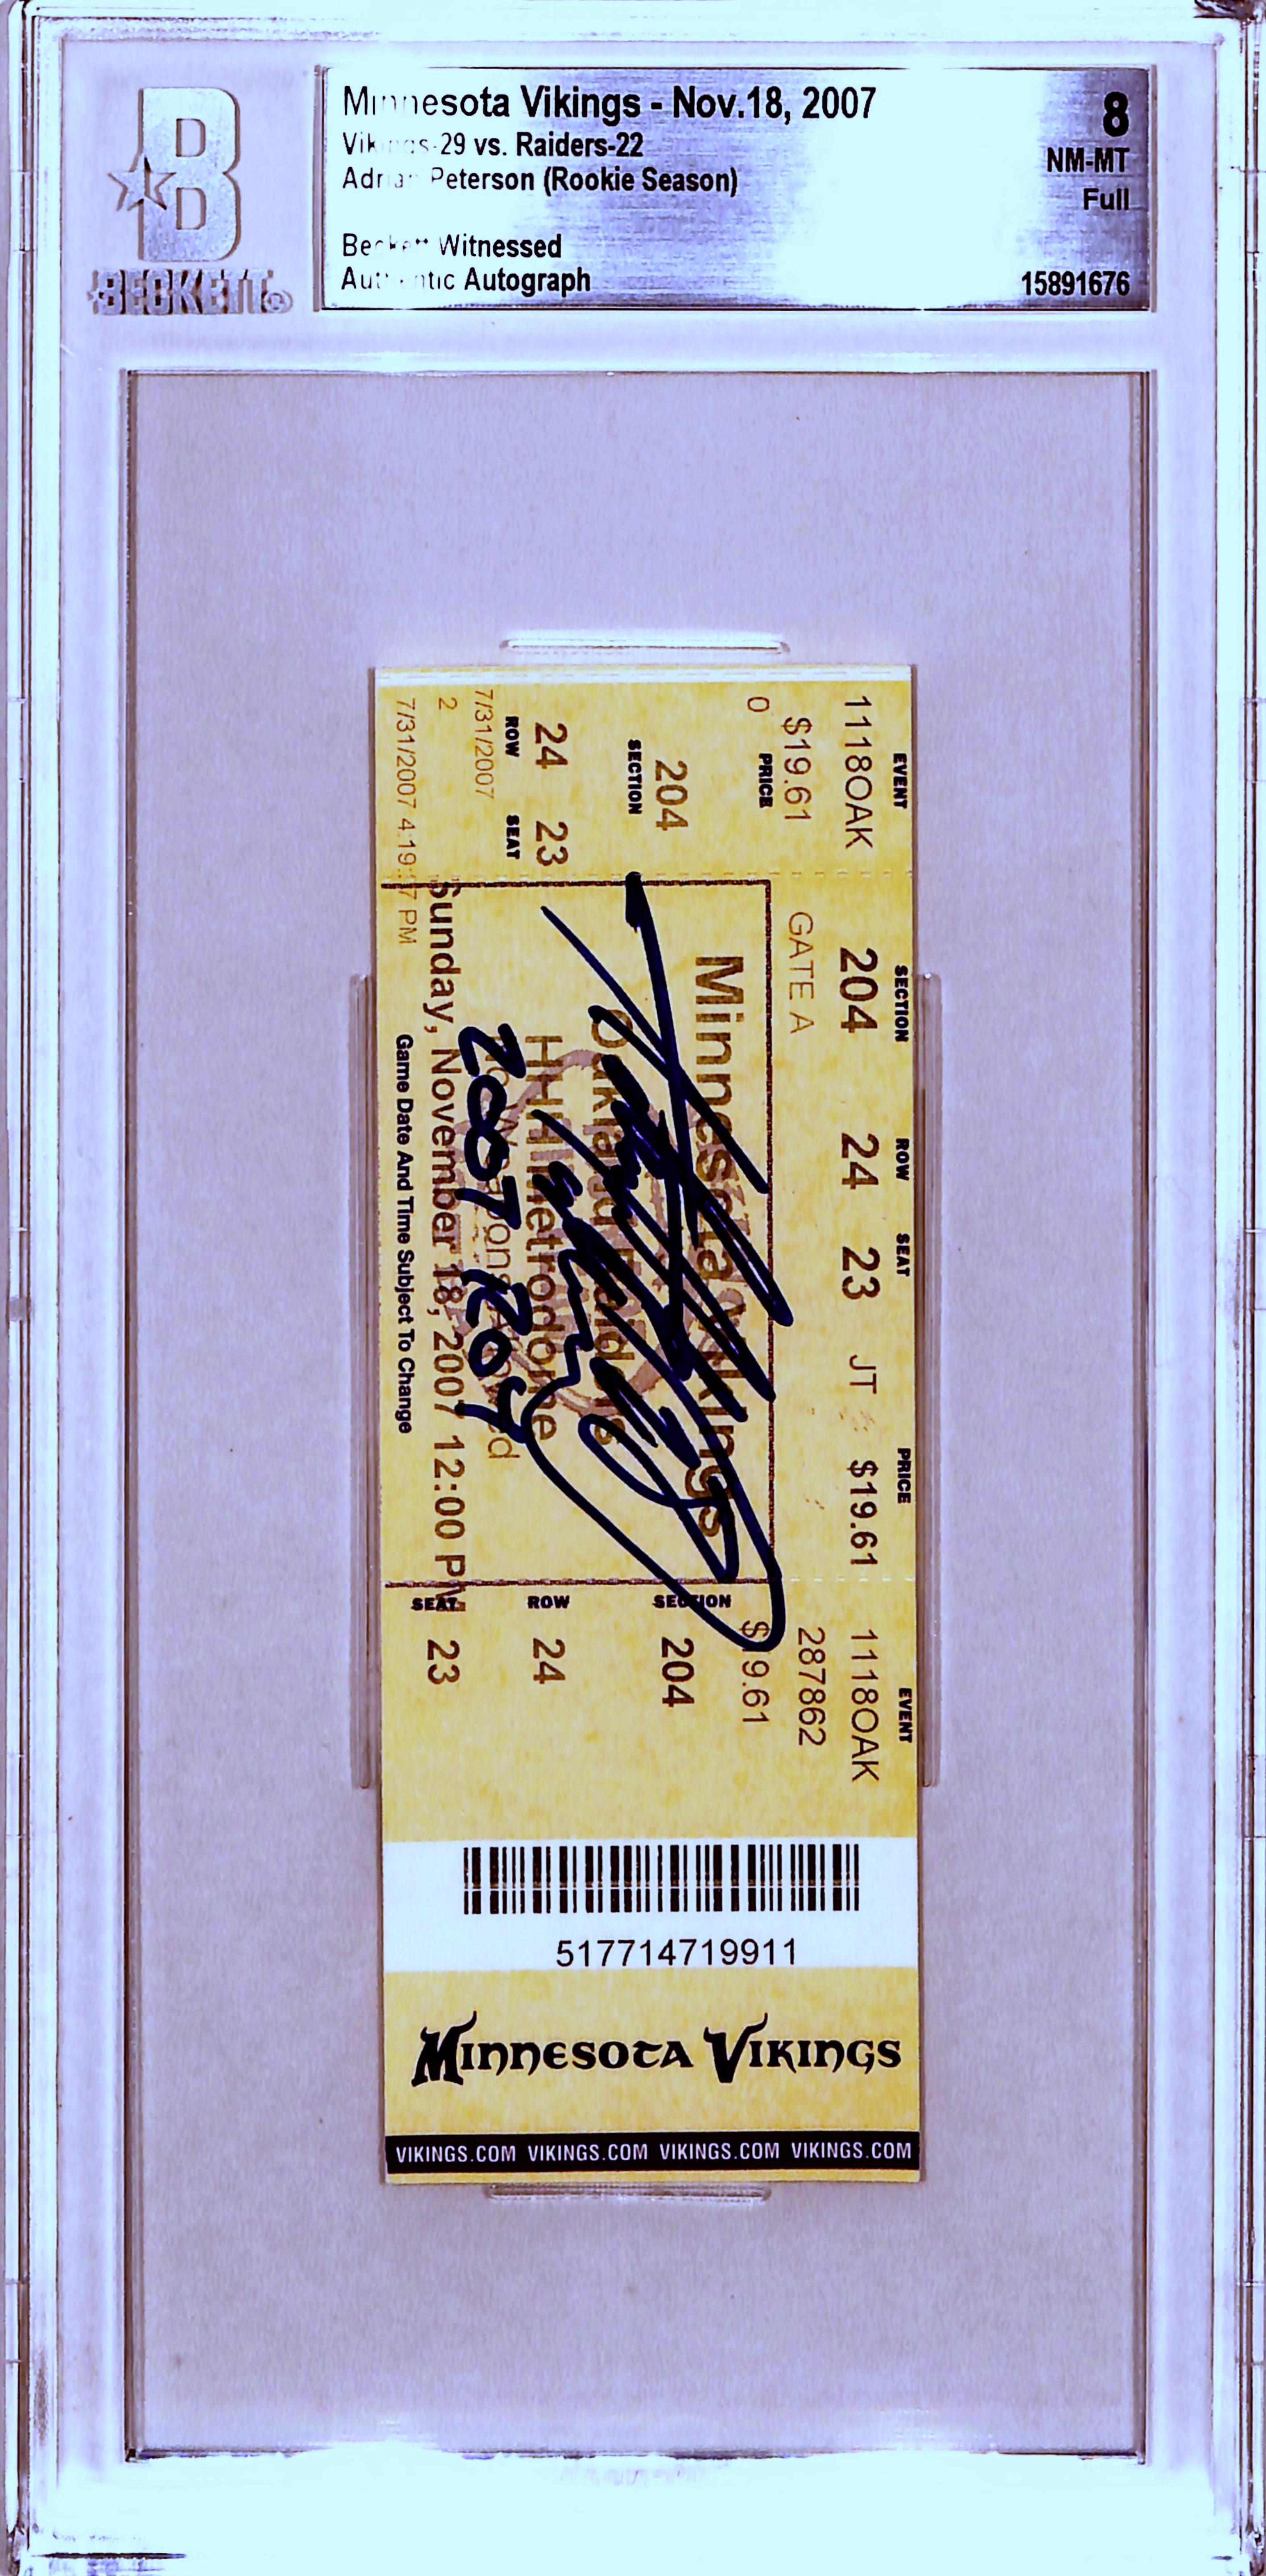 Minnesota Vikings - Nov.18, 2007
8
Vikings-29 vs. Raiders-22
NM-MT
Adrian Peterson (Rookie Season)
Full
Beckett Witnessed
Authentic Autograph
15891676
BECKETT
EVENT
1118OAK
$19.61
PRICE
0
204
SECTION
24 23
ROW SEAT
7/31/2007
2
7/31/2007 4:19: 7 PM
SECTION ROW SEAT PRICE
204 24 23 JT $19.61
GATE A
Minnesota Vikings
Oakland Raiders
HHH Metrodome
No Weapons Allowed
Sunday, November 18, 2007 12:00 PM
Game Date And Time Subject To Change
2007 ROY
EVENT
1118OAK
287862
$19.61
SECTION
204
ROW
24
SEAT
23
517714719911
Minnesota Vikings
VIKINGS.COM VIKINGS.COM VIKINGS.COM VIKINGS.COM